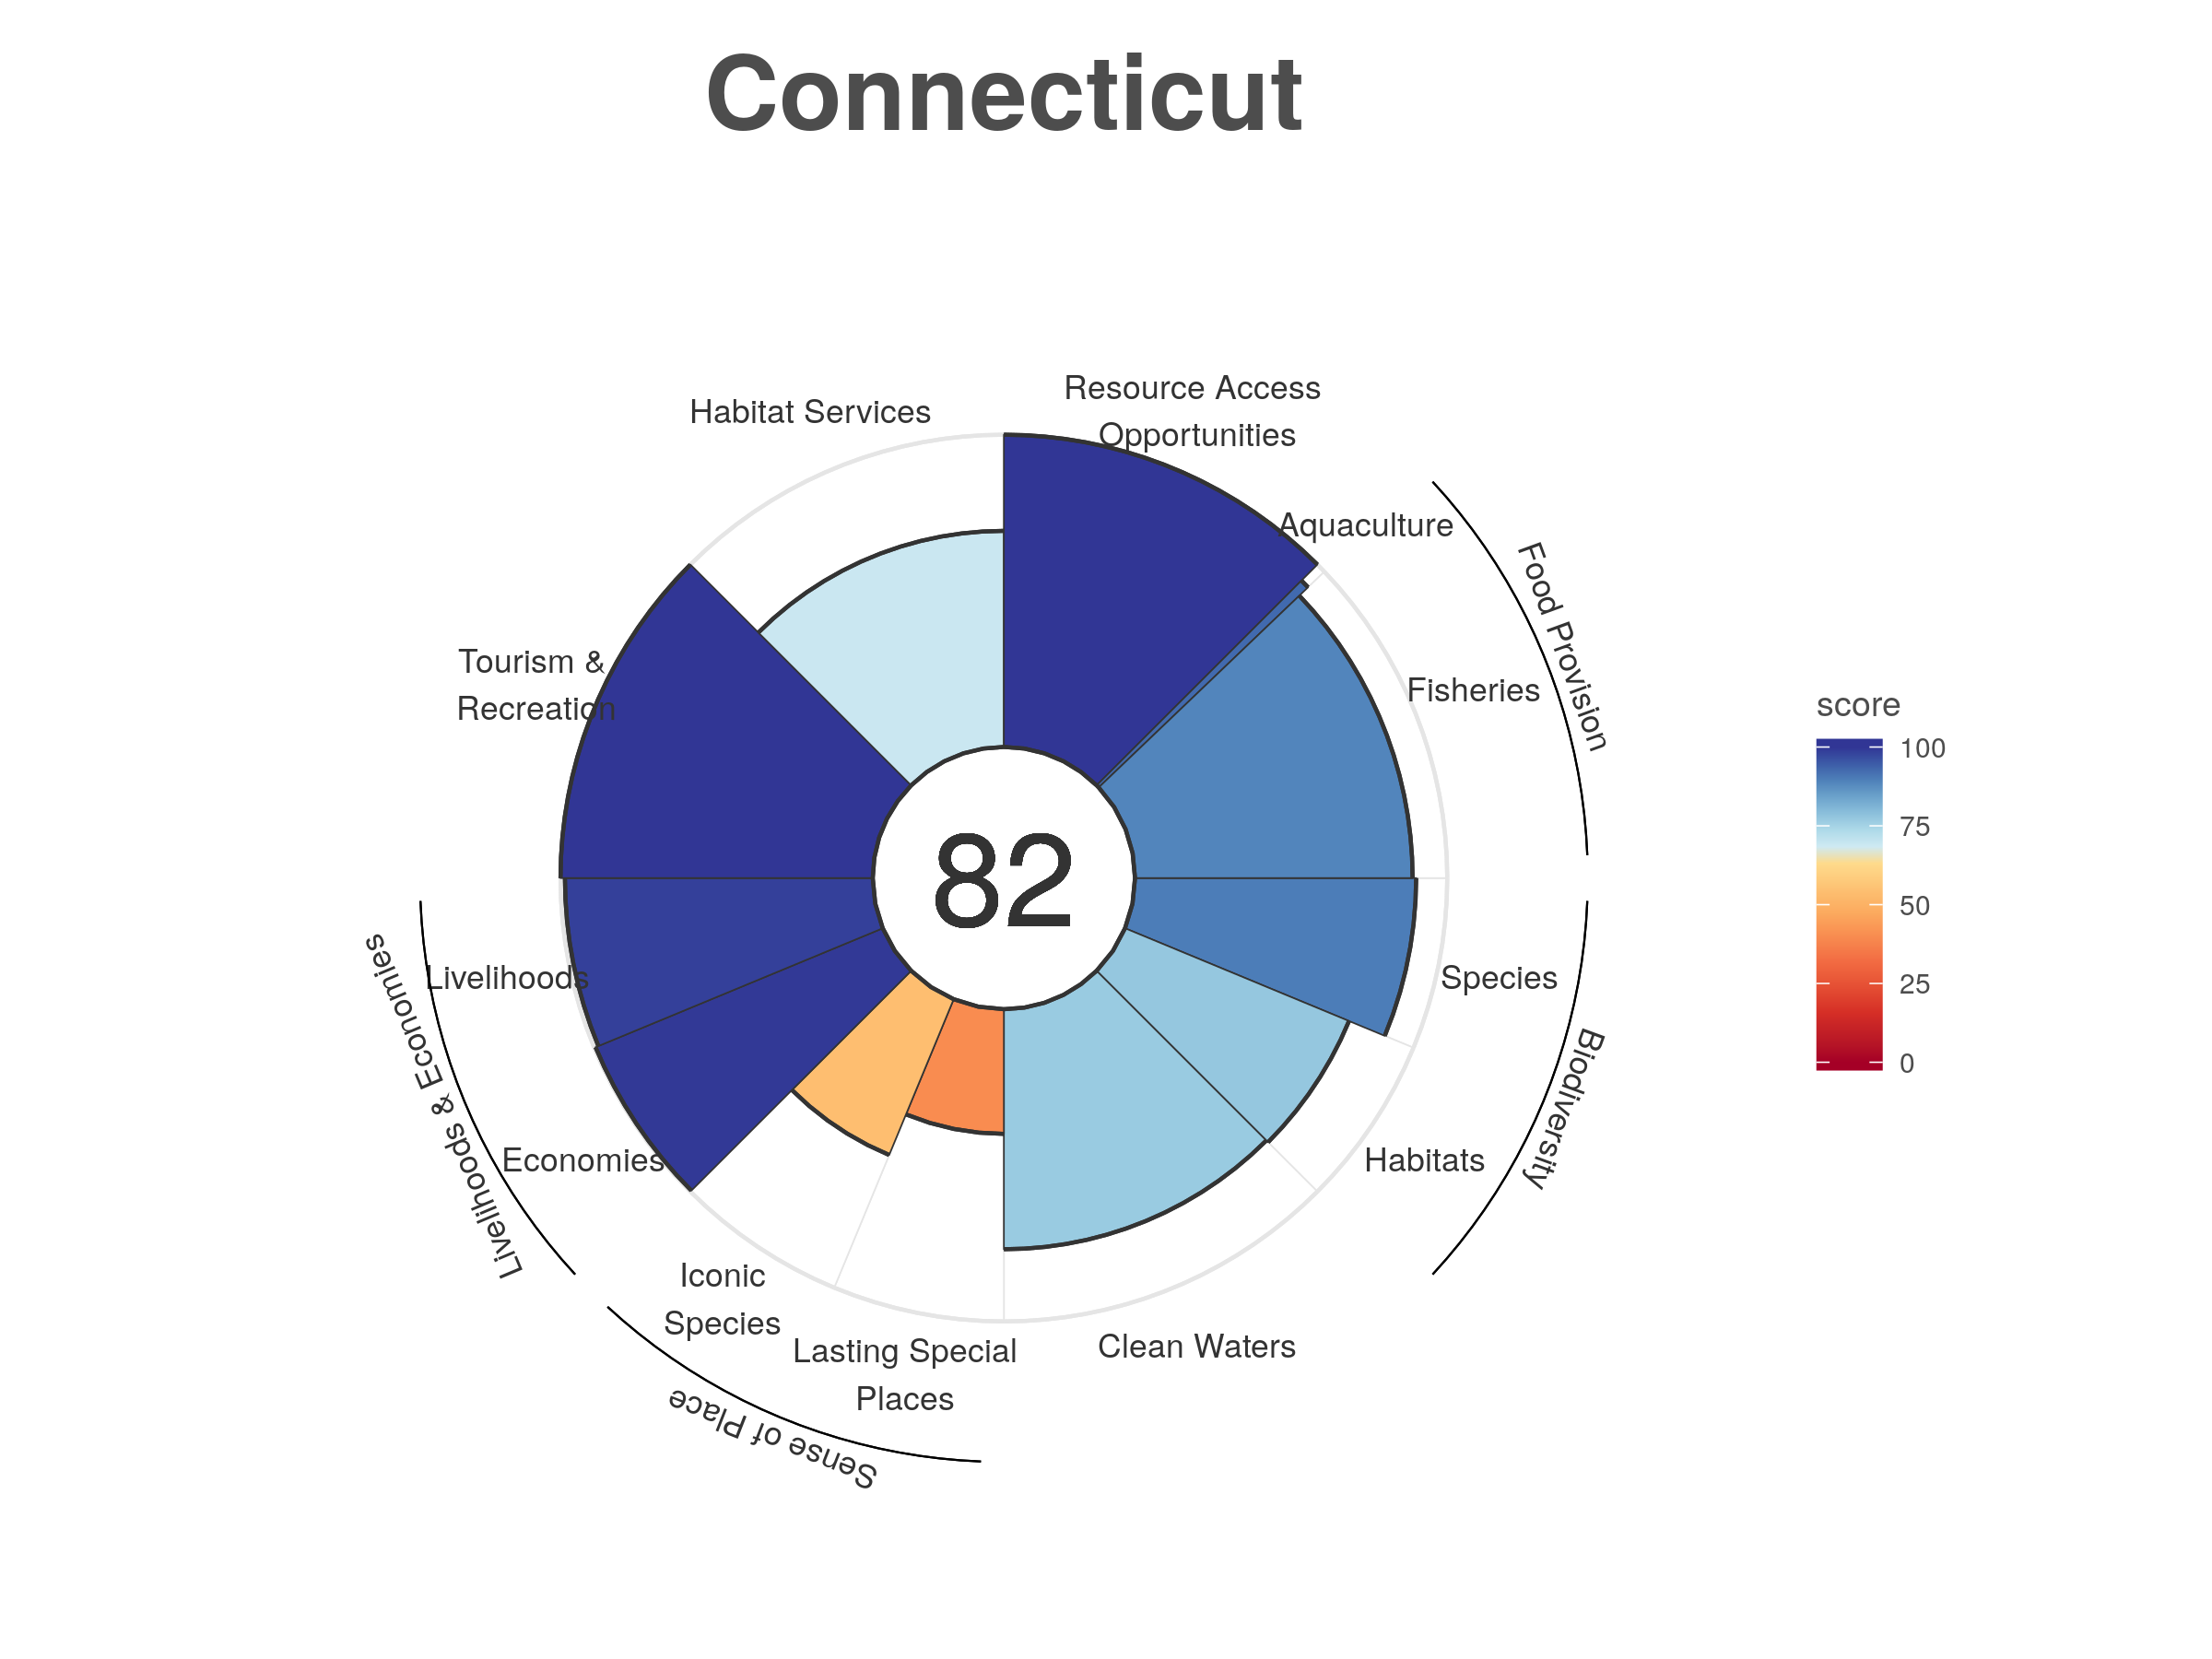 Connecticut
Resource Access
Opportunities
Habitat Services
Aquaculture
Food Provision
Tourism &
Recreation
Fisheries
score
100
75
50
25
0
82
Livelihoods
Species
Livelihoods & Economies
Biodiversity
Economies
Habitats
Iconic
Species
Lasting Special
Places
Clean Waters
Sense of Place